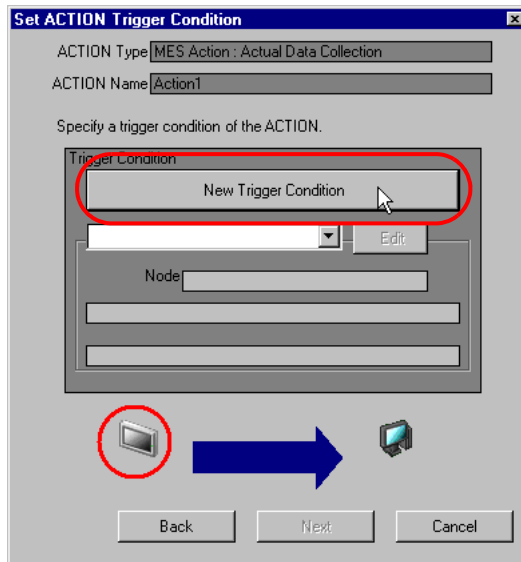 Set ACTION Trigger Condition
ACTION Type MES Action : Actual Data Collection
ACTION Name Action1
Specify a trigger condition of the ACTION.
Trigger Condition
New Trigger Condition
Edit
Node
Back Next Cancel